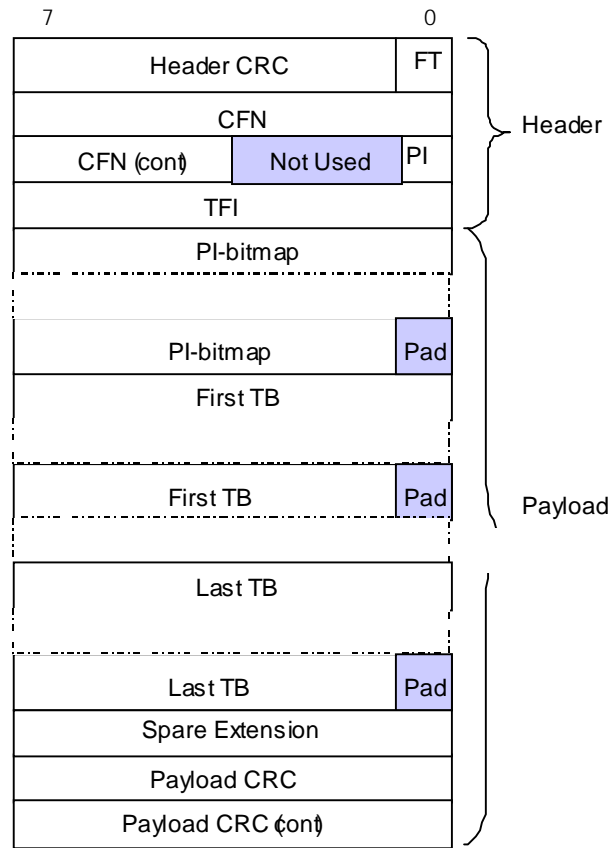 7 0
Header CRC FT
CFN
Header
CFN (cont) Not Used PI
TFI
PI-bitmap
PI-bitmap Pad
First TB
First TB Pad
Payload
Last TB
Last TB Pad
Spare Extension
Payload CRC
Payload CRC (cont)